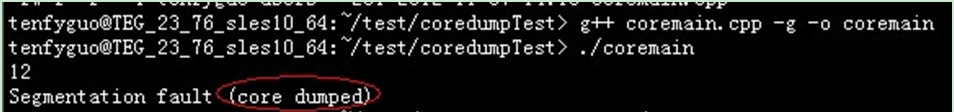 tenfyguo@TEG_23_76_sles10_64:~/test/coredumpTest> g++ coremain.cpp -g -o coremain
tenfyguo@TEG_23_76_sles10_64:~/test/coredumpTest> ./coremain
12
Segmentation fault (core dumped)